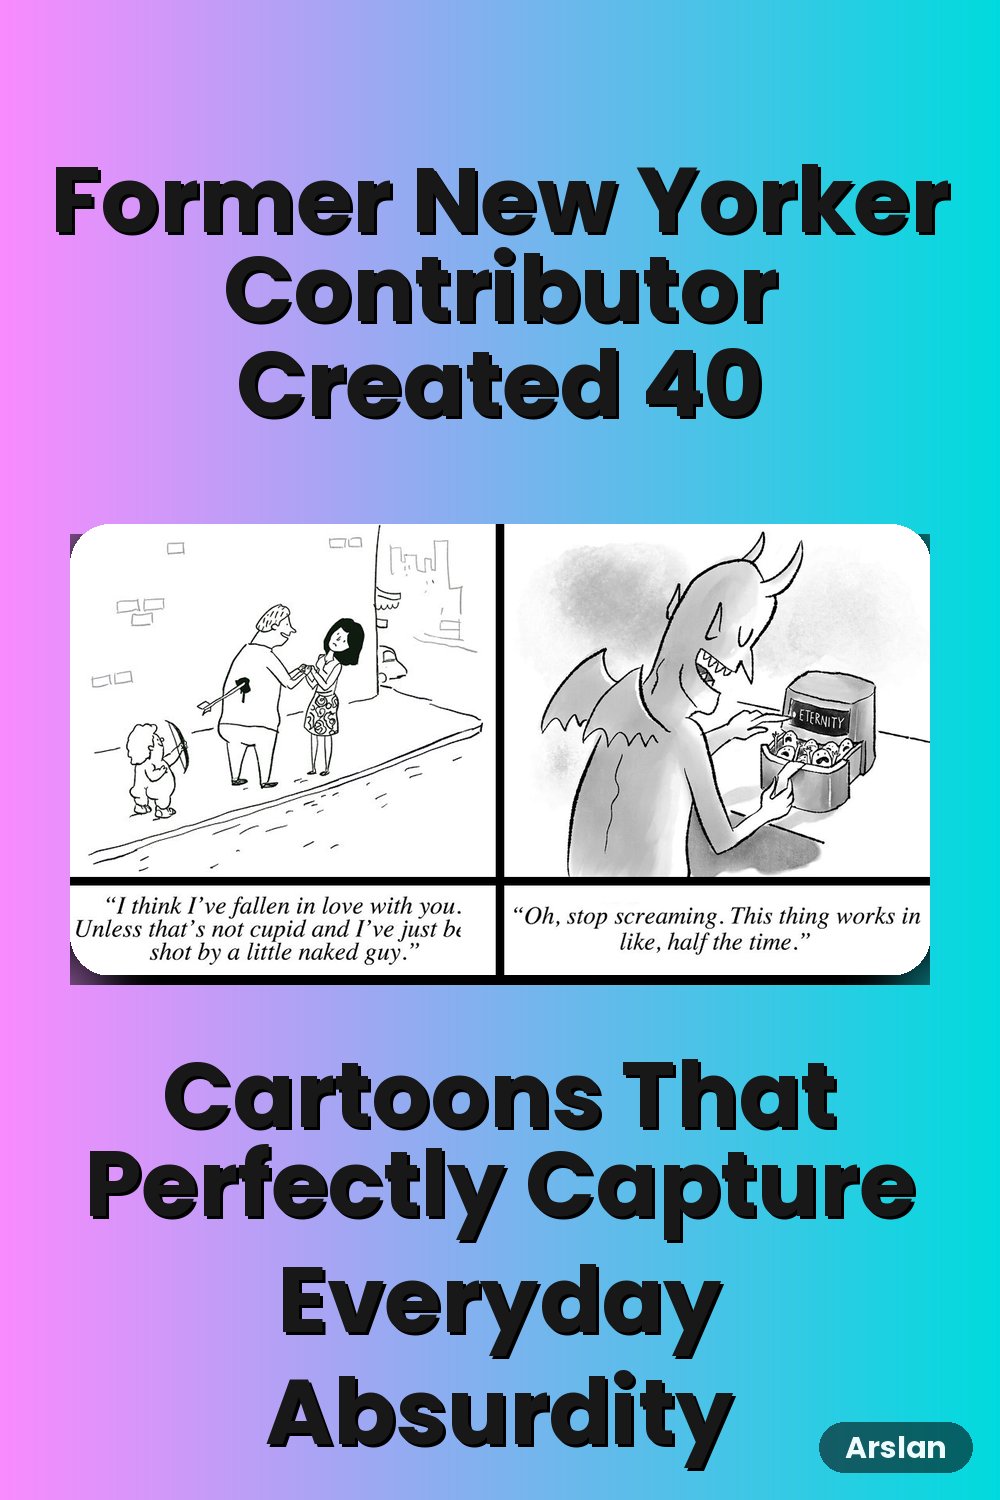 Former New Yorker
Contributor
Created 40
ETERNITY
“I think I’ve fallen in love with you.
Unless that’s not cupid and I’ve just be
shot by a little naked guy.”
“Oh, stop screaming. This thing works in
like, half the time.”
Cartoons That
Perfectly Capture
Everyday
Absurdity
Arslan